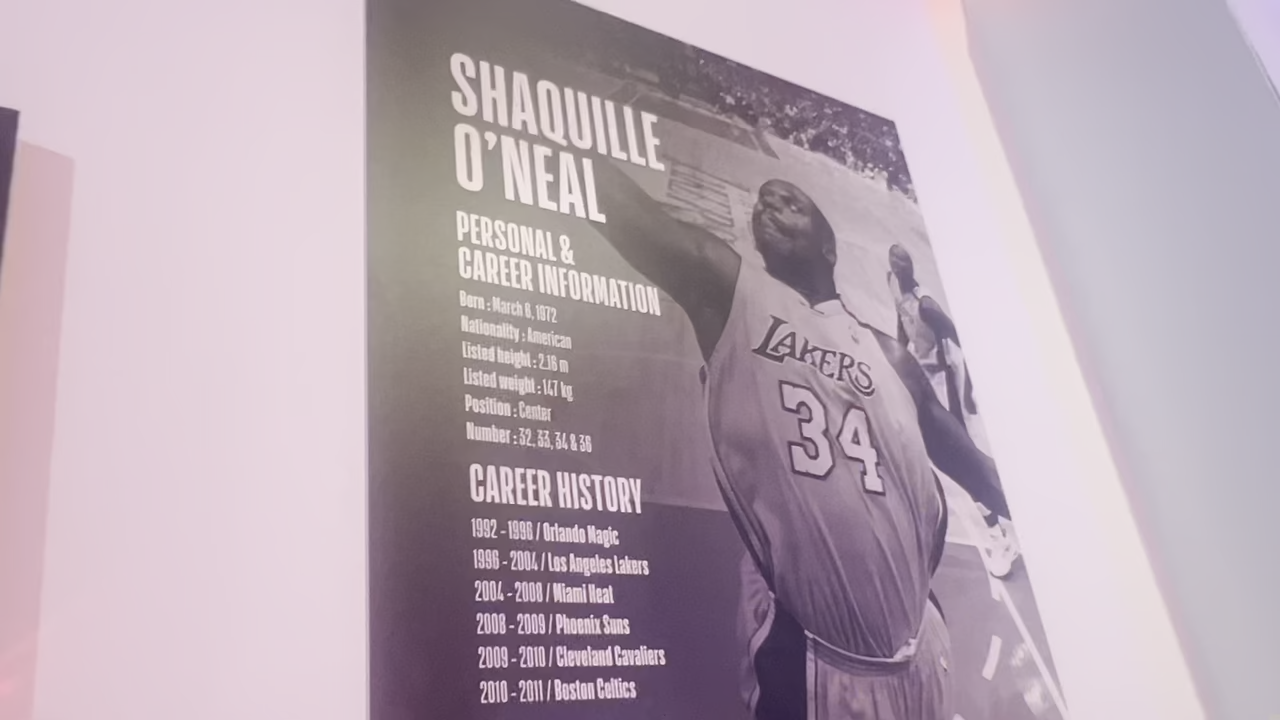 SHAQUILLE
O'NEAL
PERSONAL &
CAREER INFORMATION
Born : March 6, 1972
Nationality : American
Listed height : 2.16 m
Listed weight : 147 kg
Position : Center
Number : 32, 33, 34 & 36
CAREER HISTORY
1992 - 1996 / Orlando Magic
1996 - 2004 / Los Angeles Lakers
2004 - 2008 / Miami Heat
2008 - 2009 / Phoenix Suns
2009 - 2010 / Cleveland Cavaliers
2010 - 2011 / Boston Celtics
LAKERS
34